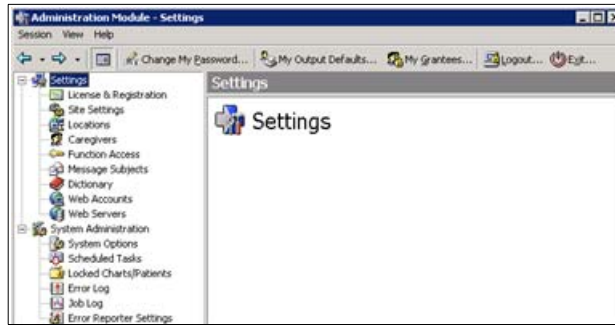 Administration Module - Settings
Session View Help
Change My Password... My Output Defaults... My Grantees... Logout... Exit...
Settings
License & Registration
Site Settings
Locations
Caregivers
Function Access
Message Subjects
Dictionary
Web Accounts
Web Servers
System Administration
System Options
Scheduled Tasks
Locked Charts/Patients
Error Log
Job Log
Error Reporter Settings
Settings
Settings